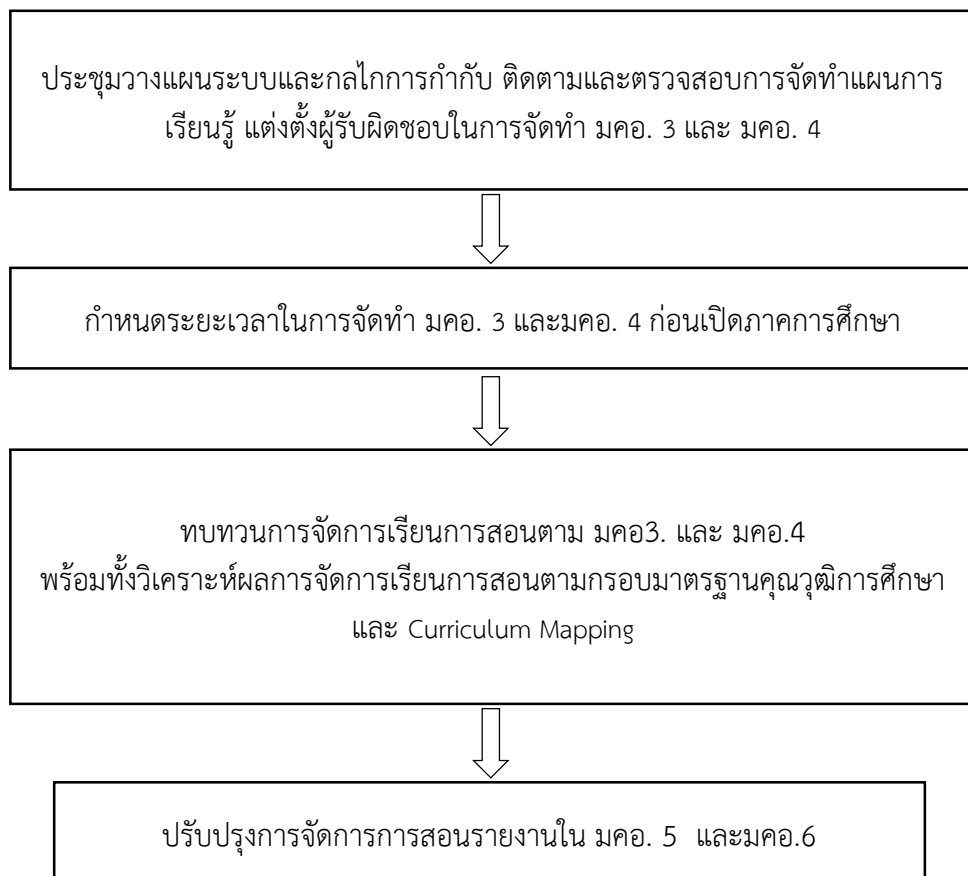 ประชุมวางแผนระบบและกลไกการกำกับ ติดตามและตรวจสอบการจัดทำแผนการ
เรียนรู้ แต่งตั้งผู้รับผิดชอบในการจัดทำ มคอ. 3 และ มคอ. 4
กำหนดระยะเวลาในการจัดทำ มคอ. 3 และมคอ. 4 ก่อนเปิดภาคการศึกษา
ทบทวนการจัดการเรียนการสอนตาม มคอ3. และ มคอ.4
พร้อมทั้งวิเคราะห์ผลการจัดการเรียนการสอนตามกรอบมาตรฐานคุณวุฒิการศึกษา
และ Curriculum Mapping
ปรับปรุงการจัดการการสอนรายงานใน มคอ. 5 และมคอ.6